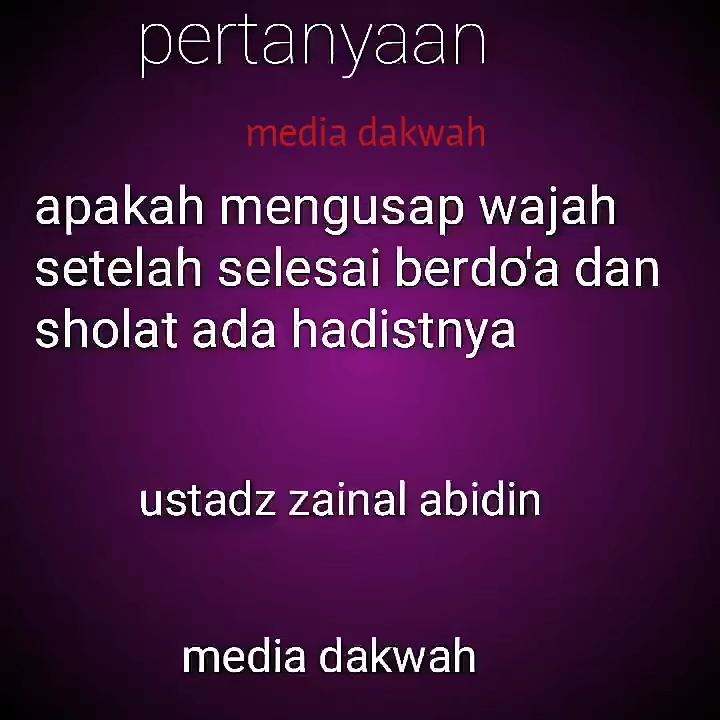 pertanyaan
media dakwah
apakah mengusap wajah
setelah selesai berdo'a dan
sholat ada hadistnya
ustadz zainal abidin
media dakwah